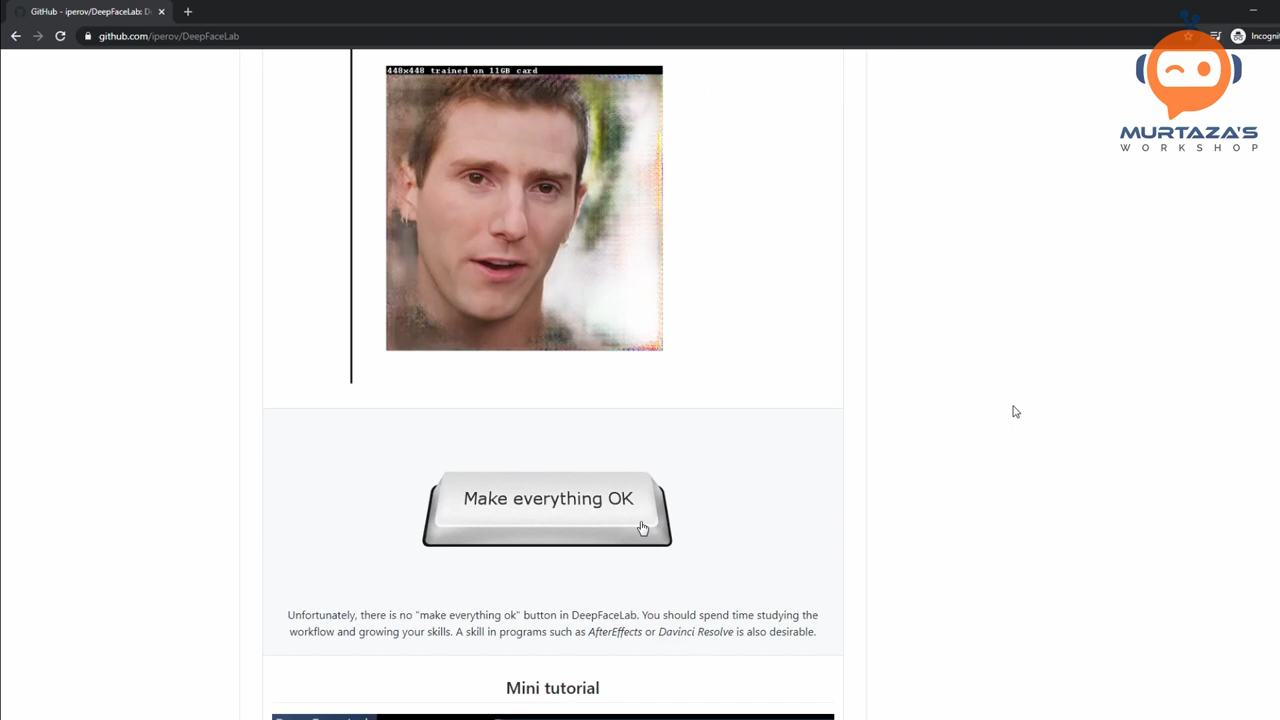 GitHub - iperov/DeepFaceLab: D
github.com/iperov/DeepFaceLab
Incogni
MURTAZA'S
WORKSHOP
448x448 trained on 11GB card
Make everything OK
Unfortunately, there is no "make everything ok" button in DeepFaceLab. You should spend time studying the
workflow and growing your skills. A skill in programs such as AfterEffects or Davinci Resolve is also desirable.
Mini tutorial